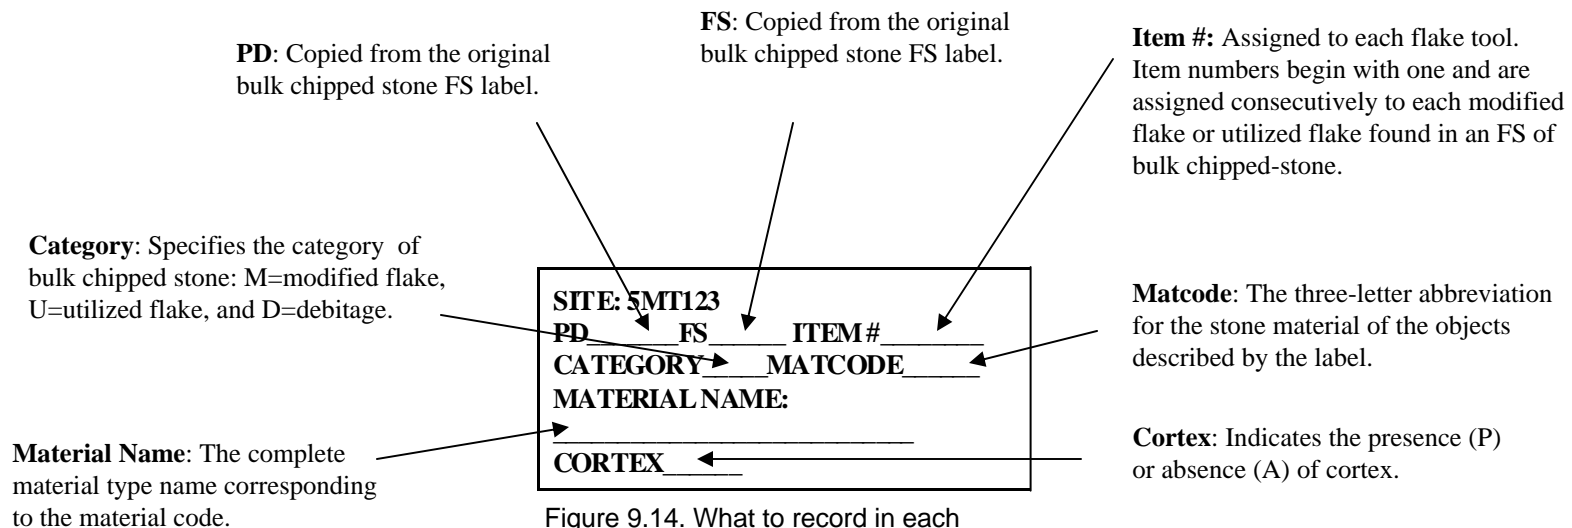 PD: Copied from the original
bulk chipped stone FS label.
FS: Copied from the original
bulk chipped stone FS label.
Item #: Assigned to each flake tool.
Item numbers begin with one and are
assigned consecutively to each modified
flake or utilized flake found in an FS of
bulk chipped-stone.
Category: Specifies the category of
bulk chipped stone: M=modified flake,
U=utilized flake, and D=debitage.
SITE: 5MT123
PD_______FS______ ITEM #________
CATEGORY_____MATCODE______
MATERIAL NAME:
____________________________
CORTEX______
Matcode: The three-letter abbreviation
for the stone material of the objects
described by the label.
Material Name: The complete
material type name corresponding
to the material code.
Cortex: Indicates the presence (P)
or absence (A) of cortex.
Figure 9.14. What to record in each